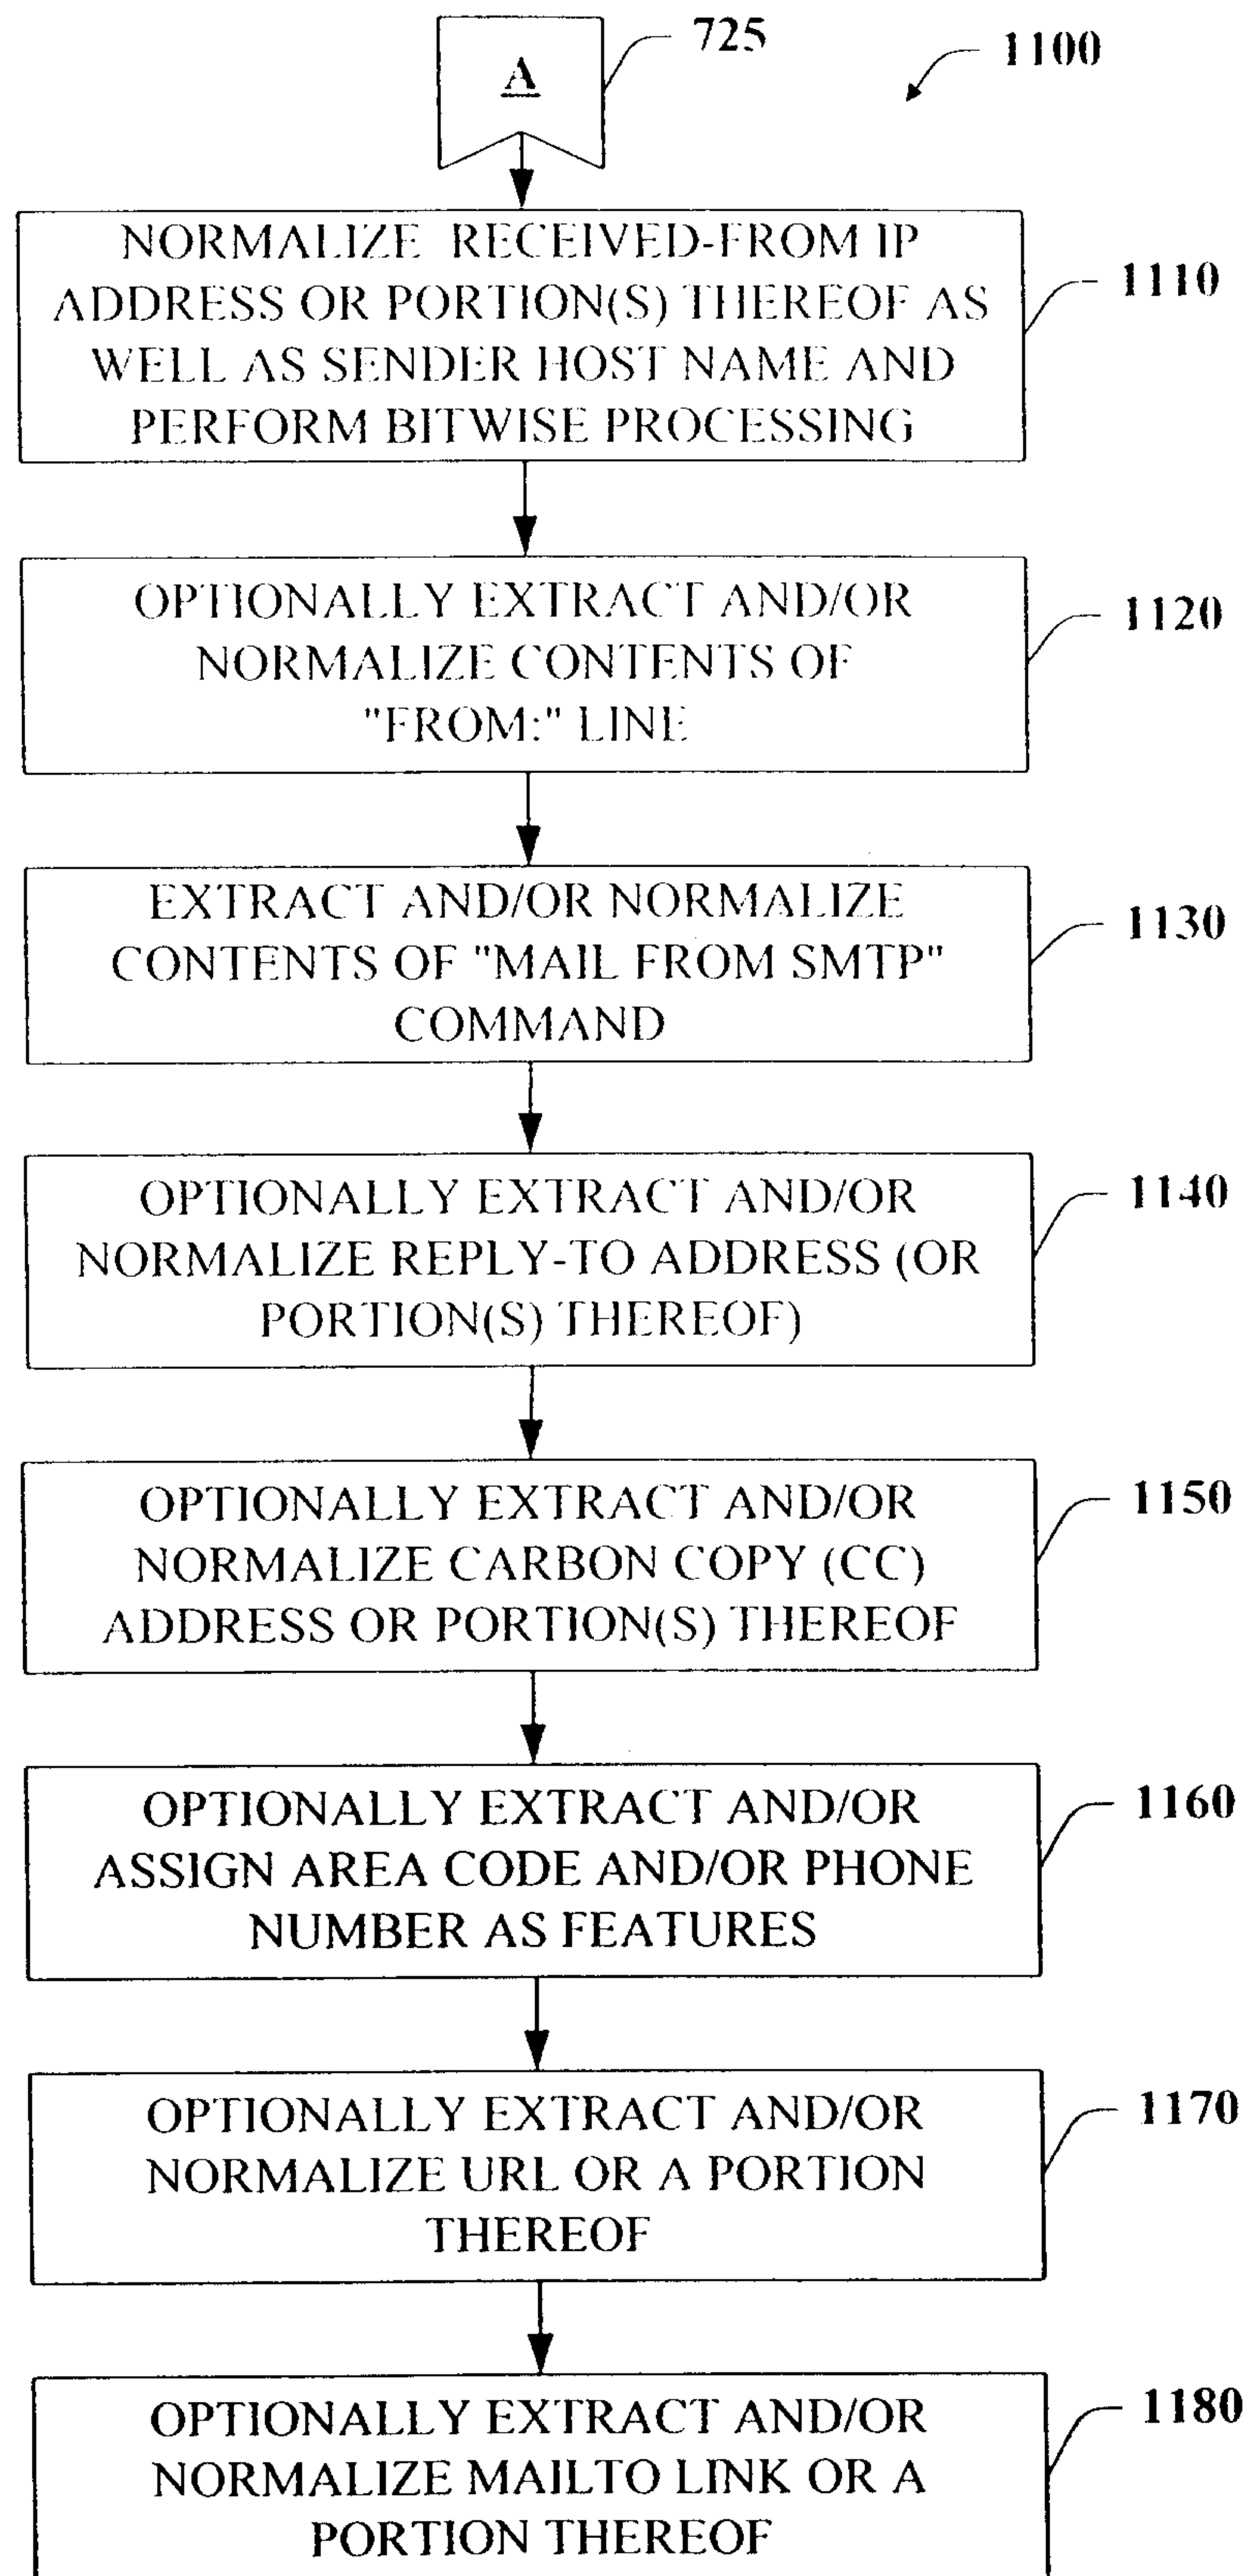 A
725
1100
NORMALIZE RECEIVED-FROM IP
ADDRESS OR PORTION(S) THEREOF AS
WELL AS SENDER HOST NAME AND
PERFORM BITWISE PROCESSING
1110
OPTIONALLY EXTRACT AND/OR
NORMALIZE CONTENTS OF
"FROM:" LINE
1120
EXTRACT AND/OR NORMALIZE
CONTENTS OF "MAIL FROM SMTP"
COMMAND
1130
OPTIONALLY EXTRACT AND/OR
NORMALIZE REPLY-TO ADDRESS (OR
PORTION(S) THEREOF)
1140
OPTIONALLY EXTRACT AND/OR
NORMALIZE CARBON COPY (CC)
ADDRESS OR PORTION(S) THEREOF
1150
OPTIONALLY EXTRACT AND/OR
ASSIGN AREA CODE AND/OR PHONE
NUMBER AS FEATURES
1160
OPTIONALLY EXTRACT AND/OR
NORMALIZE URL OR A PORTION
THEREOF
1170
OPTIONALLY EXTRACT AND/OR
NORMALIZE MAILTO LINK OR A
PORTION THEREOF
1180